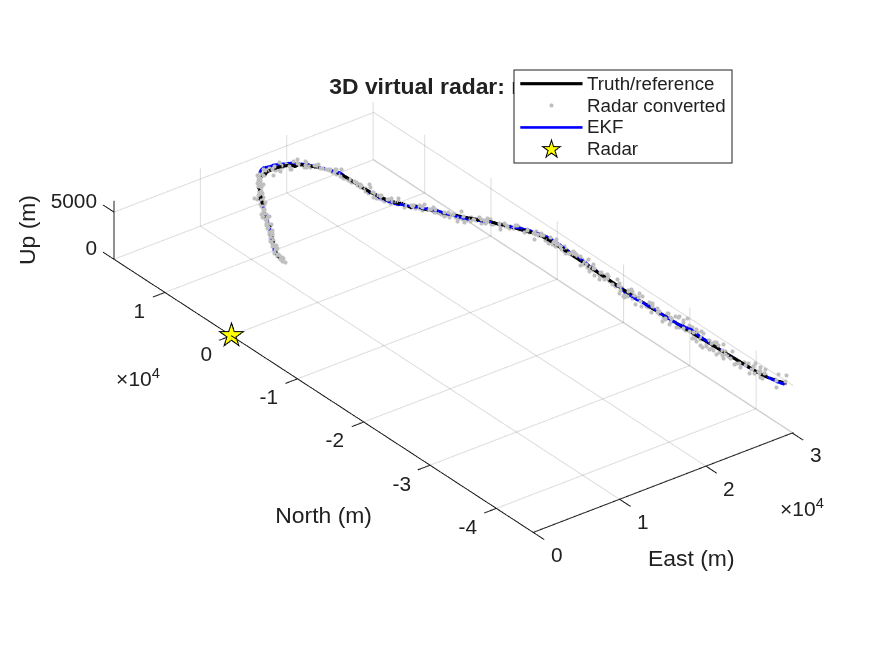 3D virtual radar:
Truth/reference
Radar converted
EKF
Radar
Up (m)
5000
0
1
0
×10⁴
-1
-2
-3
-4
North (m)
0
1
2
3
×10⁴
East (m)